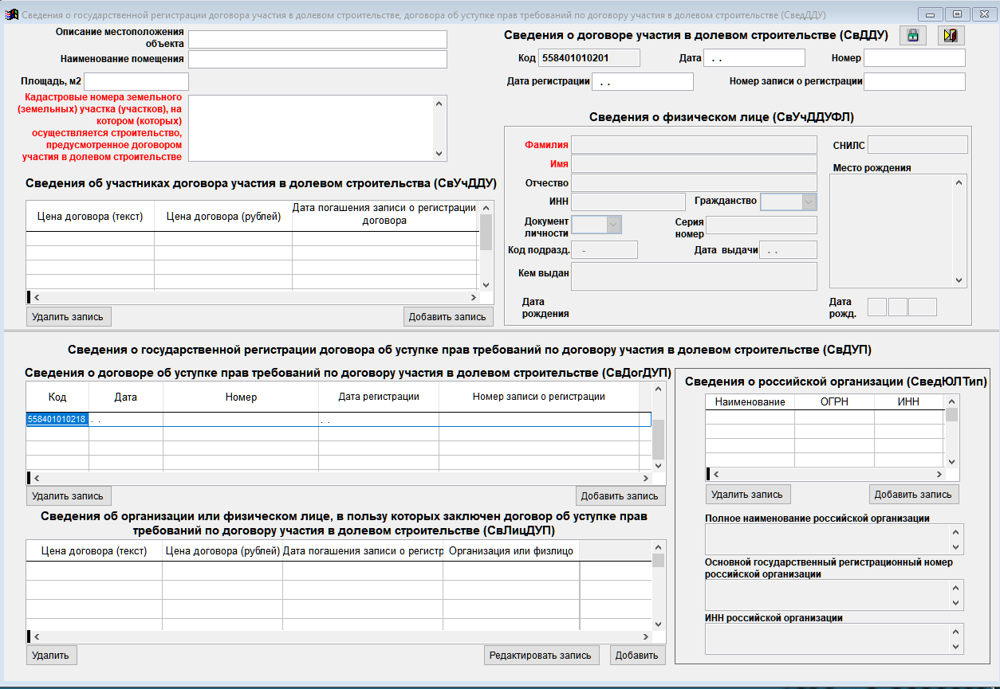 Сведения о государственной регистрации договора участия в долевом строительстве, договора об уступке прав требований по договору участия в долевом строительстве (СведДДУ)
Описание местоположения
объекта
Наименование помещения
Площадь, м2
Кадастровые номера земельного
(земельных) участка (участков), на
котором (которых)
осуществляется строительство,
предусмотренное договором
участия в долевом строительстве
Сведения о договоре участия в долевом строительстве (СвДДУ)
Код 558401010201 Дата . . Номер
Дата регистрации . . Номер записи о регистрации
Сведения о физическом лице (СвУчДДУФЛ)
Фамилия
Имя
Отчество
ИНН Гражданство
Документ
личности
Серия
номер
Код подразд. - Дата выдачи . .
Кем выдан
Дата
рождения
СНИЛС
Место рождения
Дата
рожд.
Сведения об участниках договора участия в долевом строительства (СвУчДДУ)
Цена договора (текст) Цена договора (рублей) Дата погашения записи о регистрации
договора
Удалить запись Добавить запись
Сведения о государственной регистрации договора об уступке прав требований по договору участия в долевом строительстве (СвДУП)
Сведения о договоре об уступке прав требований по договору участия в долевом строительстве (СвДогДУП)
Код Дата Номер Дата регистрации Номер записи о регистрации
558401010218 . . . .
Удалить запись Добавить запись
Сведения об организации или физическом лице, в пользу которых заключен договор об уступке прав
требований по договору участия в долевом строительстве (СвЛицДУП)
Цена договора (текст) Цена договора (рублей) Дата погашения записи о регистр Организация или физлицо
Удалить Редактировать запись Добавить
Сведения о российской организации (СведЮЛТип)
Наименование ОГРН ИНН
Удалить запись Добавить запись
Полное наименование российской организации
Основной государственный регистрационный номер
российской организации
ИНН российской организации